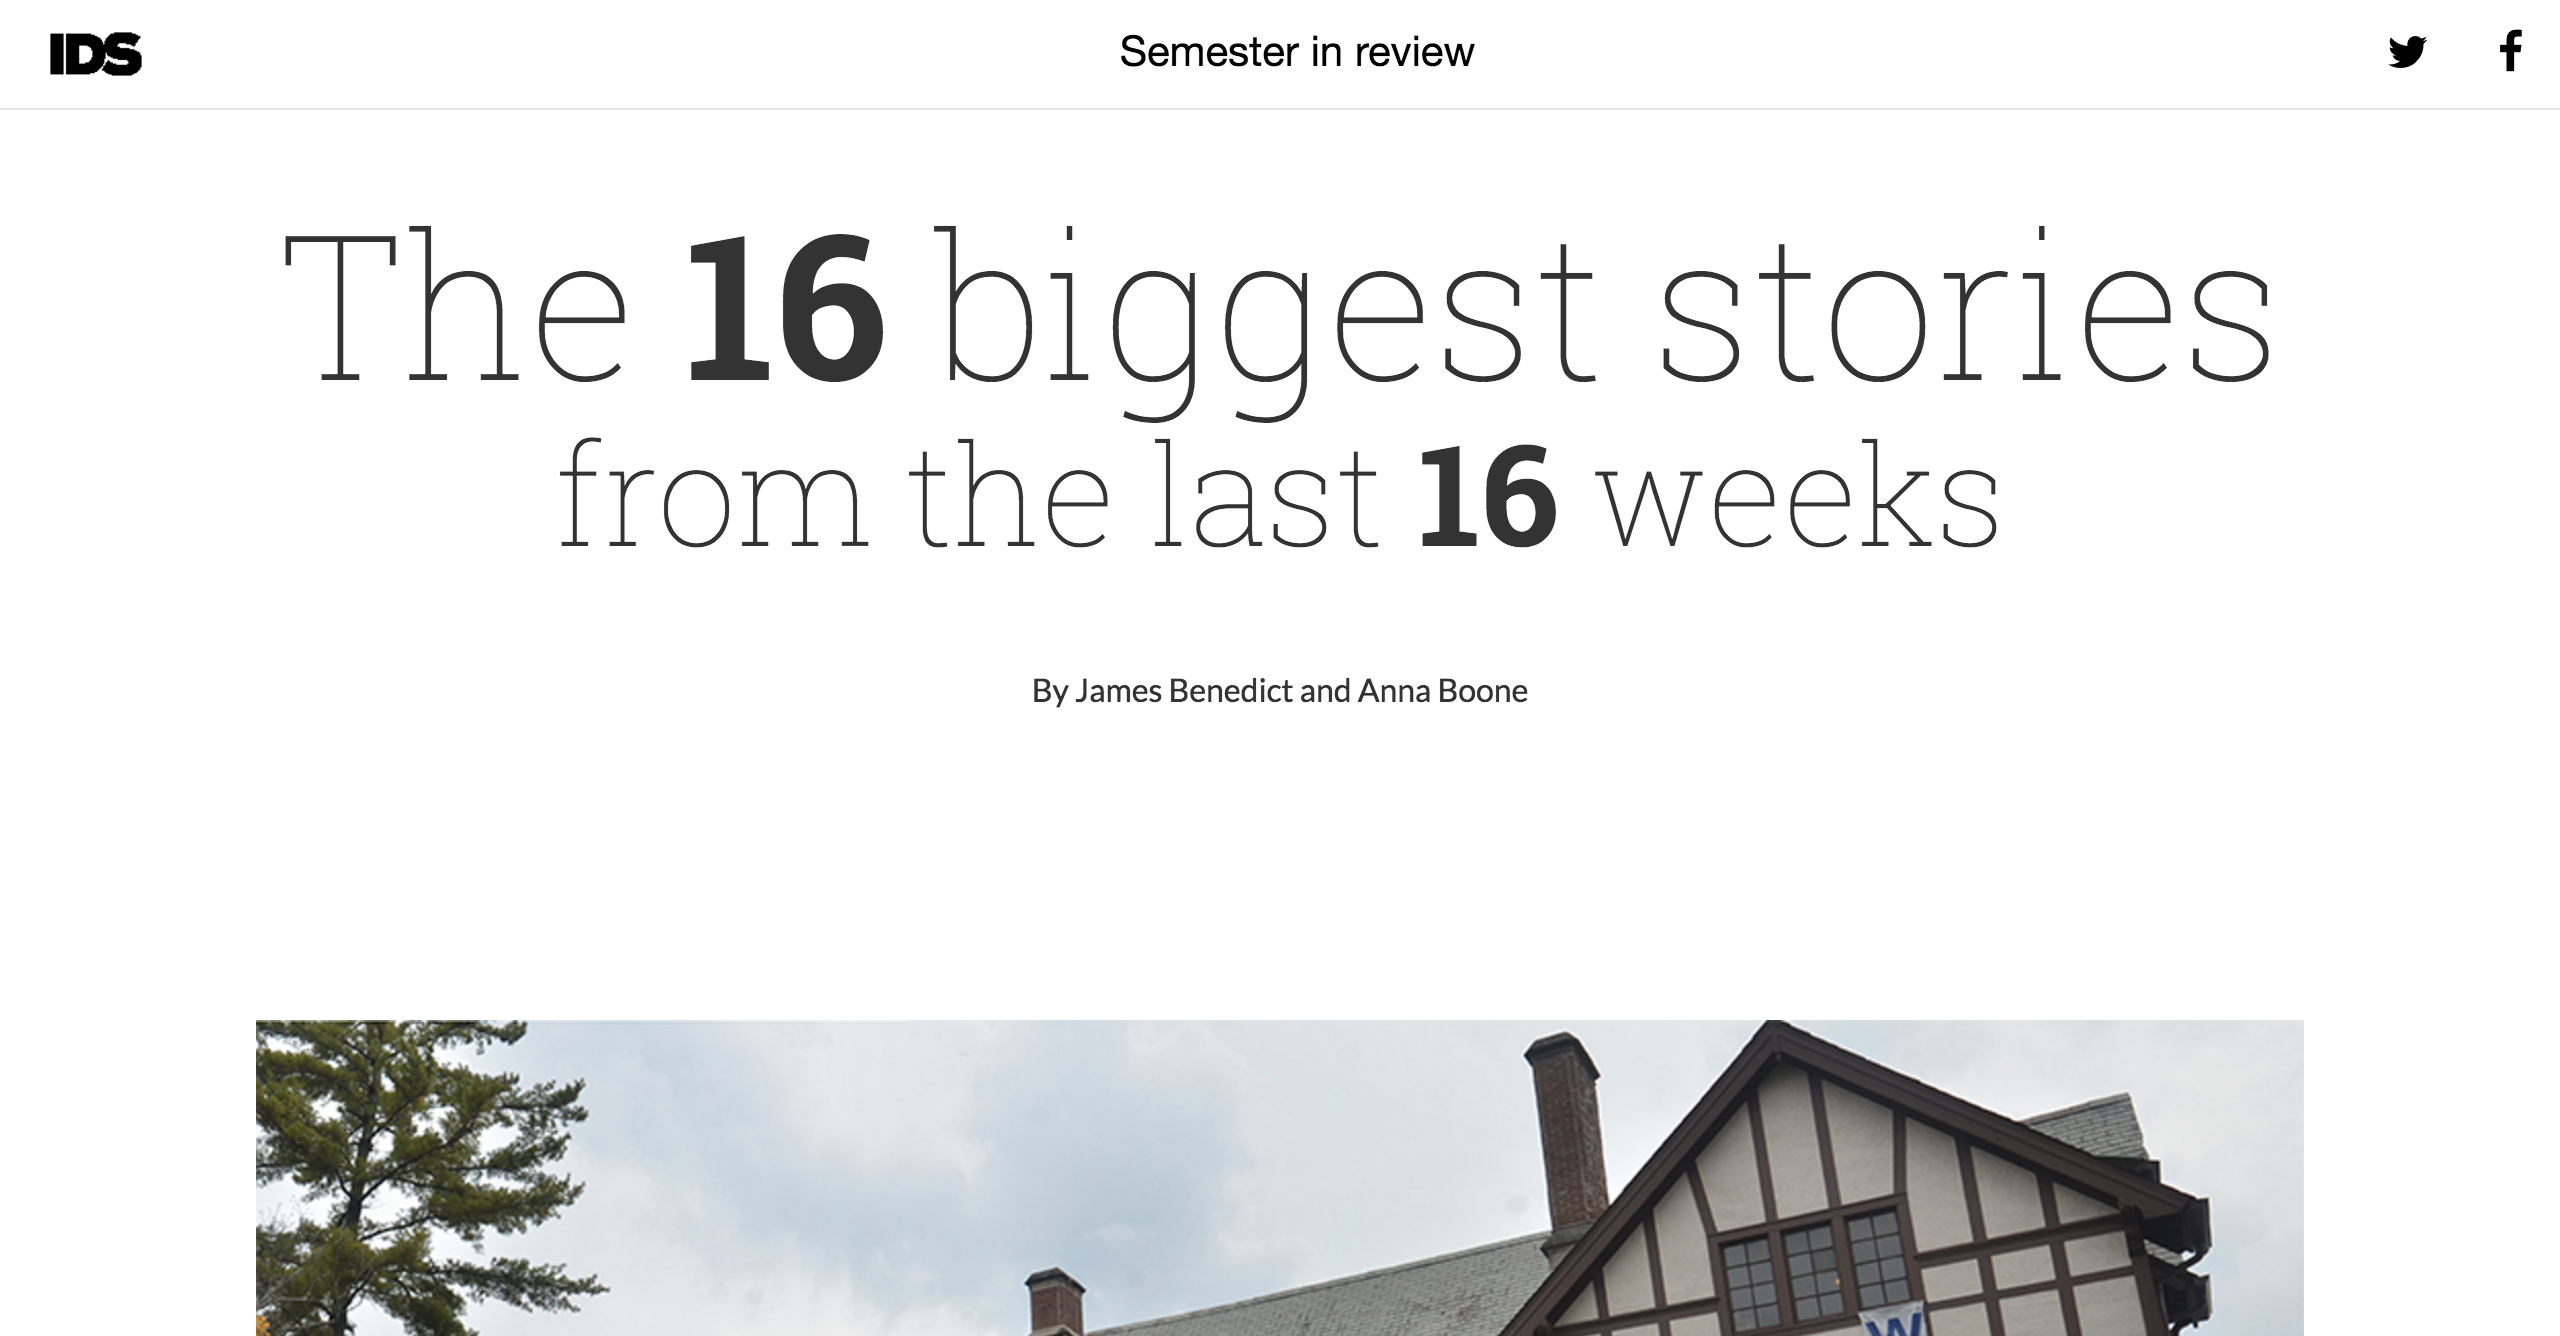 IDS
Semester in review
The 16 biggest stories
from the last 16 weeks
By James Benedict and Anna Boone
W